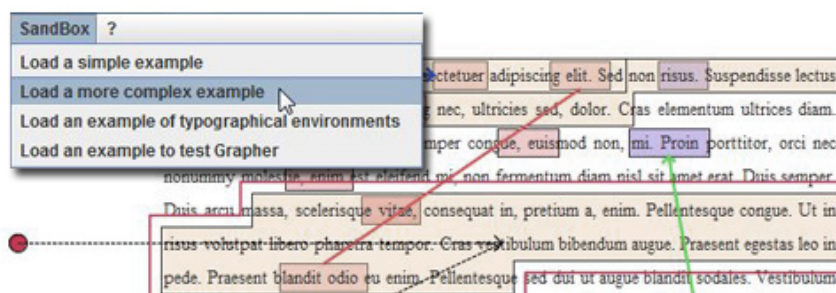 SandBox ?
Load a simple example
Load a more complex example
Load an example of typographical environments
Load an example to test Grapher
ctetuer adipiscing elit. Sed non risus. Suspendisse lectus
nec, ultricies sed, dolor. Cras elementum ultrices diam.
mper congue, euismod non, mi. Proin porttitor, orci nec
nonummy molestie, enim est eleifend mi, non fermentum diam nisl sit amet erat. Duis semper.
Duis arcu massa, scelerisque vitae, consequat in, pretium a, enim. Pellentesque congue. Ut in
risus volutpat libero pharetra tempor. Cras vestibulum bibendum augue. Praesent egestas leo in
pede. Praesent blandit odio eu enim. Pellentesque sed dui ut augue blandit sodales. Vestibulum